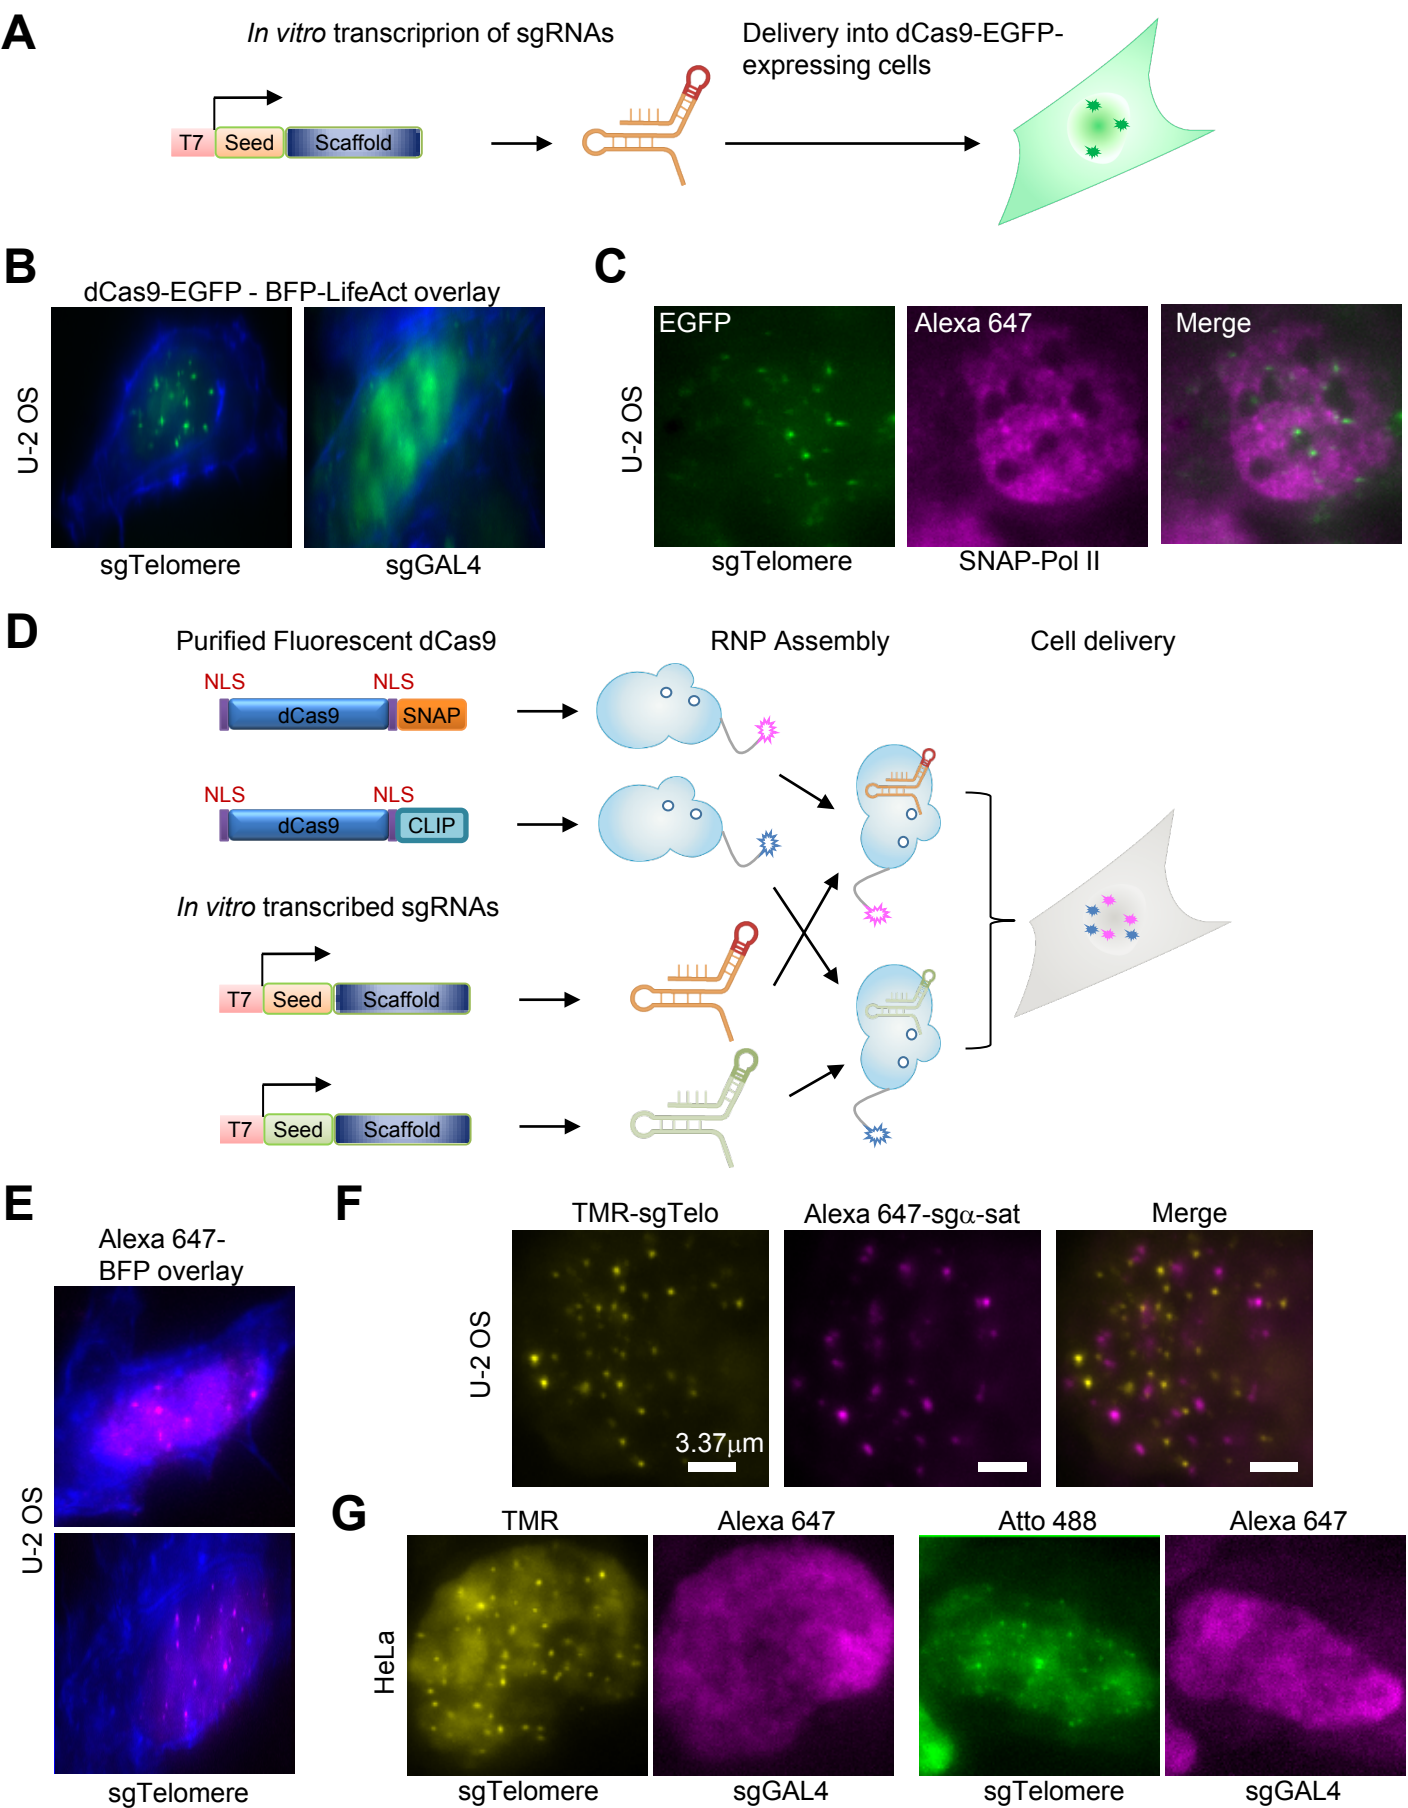 A
In vitro transcriprion of sgRNAs
Delivery into dCas9-EGFP-
expressing cells
T7 Seed Scaffold
B
dCas9-EGFP - BFP-LifeAct overlay
U-2 OS
sgTelomere
sgGAL4
C
EGFP
Alexa 647
Merge
U-2 OS
sgTelomere
SNAP-Pol II
D
Purified Fluorescent dCas9
RNP Assembly
Cell delivery
NLS NLS
dCas9 SNAP
NLS NLS
dCas9 CLIP
In vitro transcribed sgRNAs
T7 Seed Scaffold
T7 Seed Scaffold
E
Alexa 647-
BFP overlay
U-2 OS
sgTelomere
F
TMR-sgTelo
Alexa 647-sgα-sat
Merge
U-2 OS
3.37μm
G
TMR
Alexa 647
Atto 488
Alexa 647
HeLa
sgTelomere
sgGAL4
sgTelomere
sgGAL4